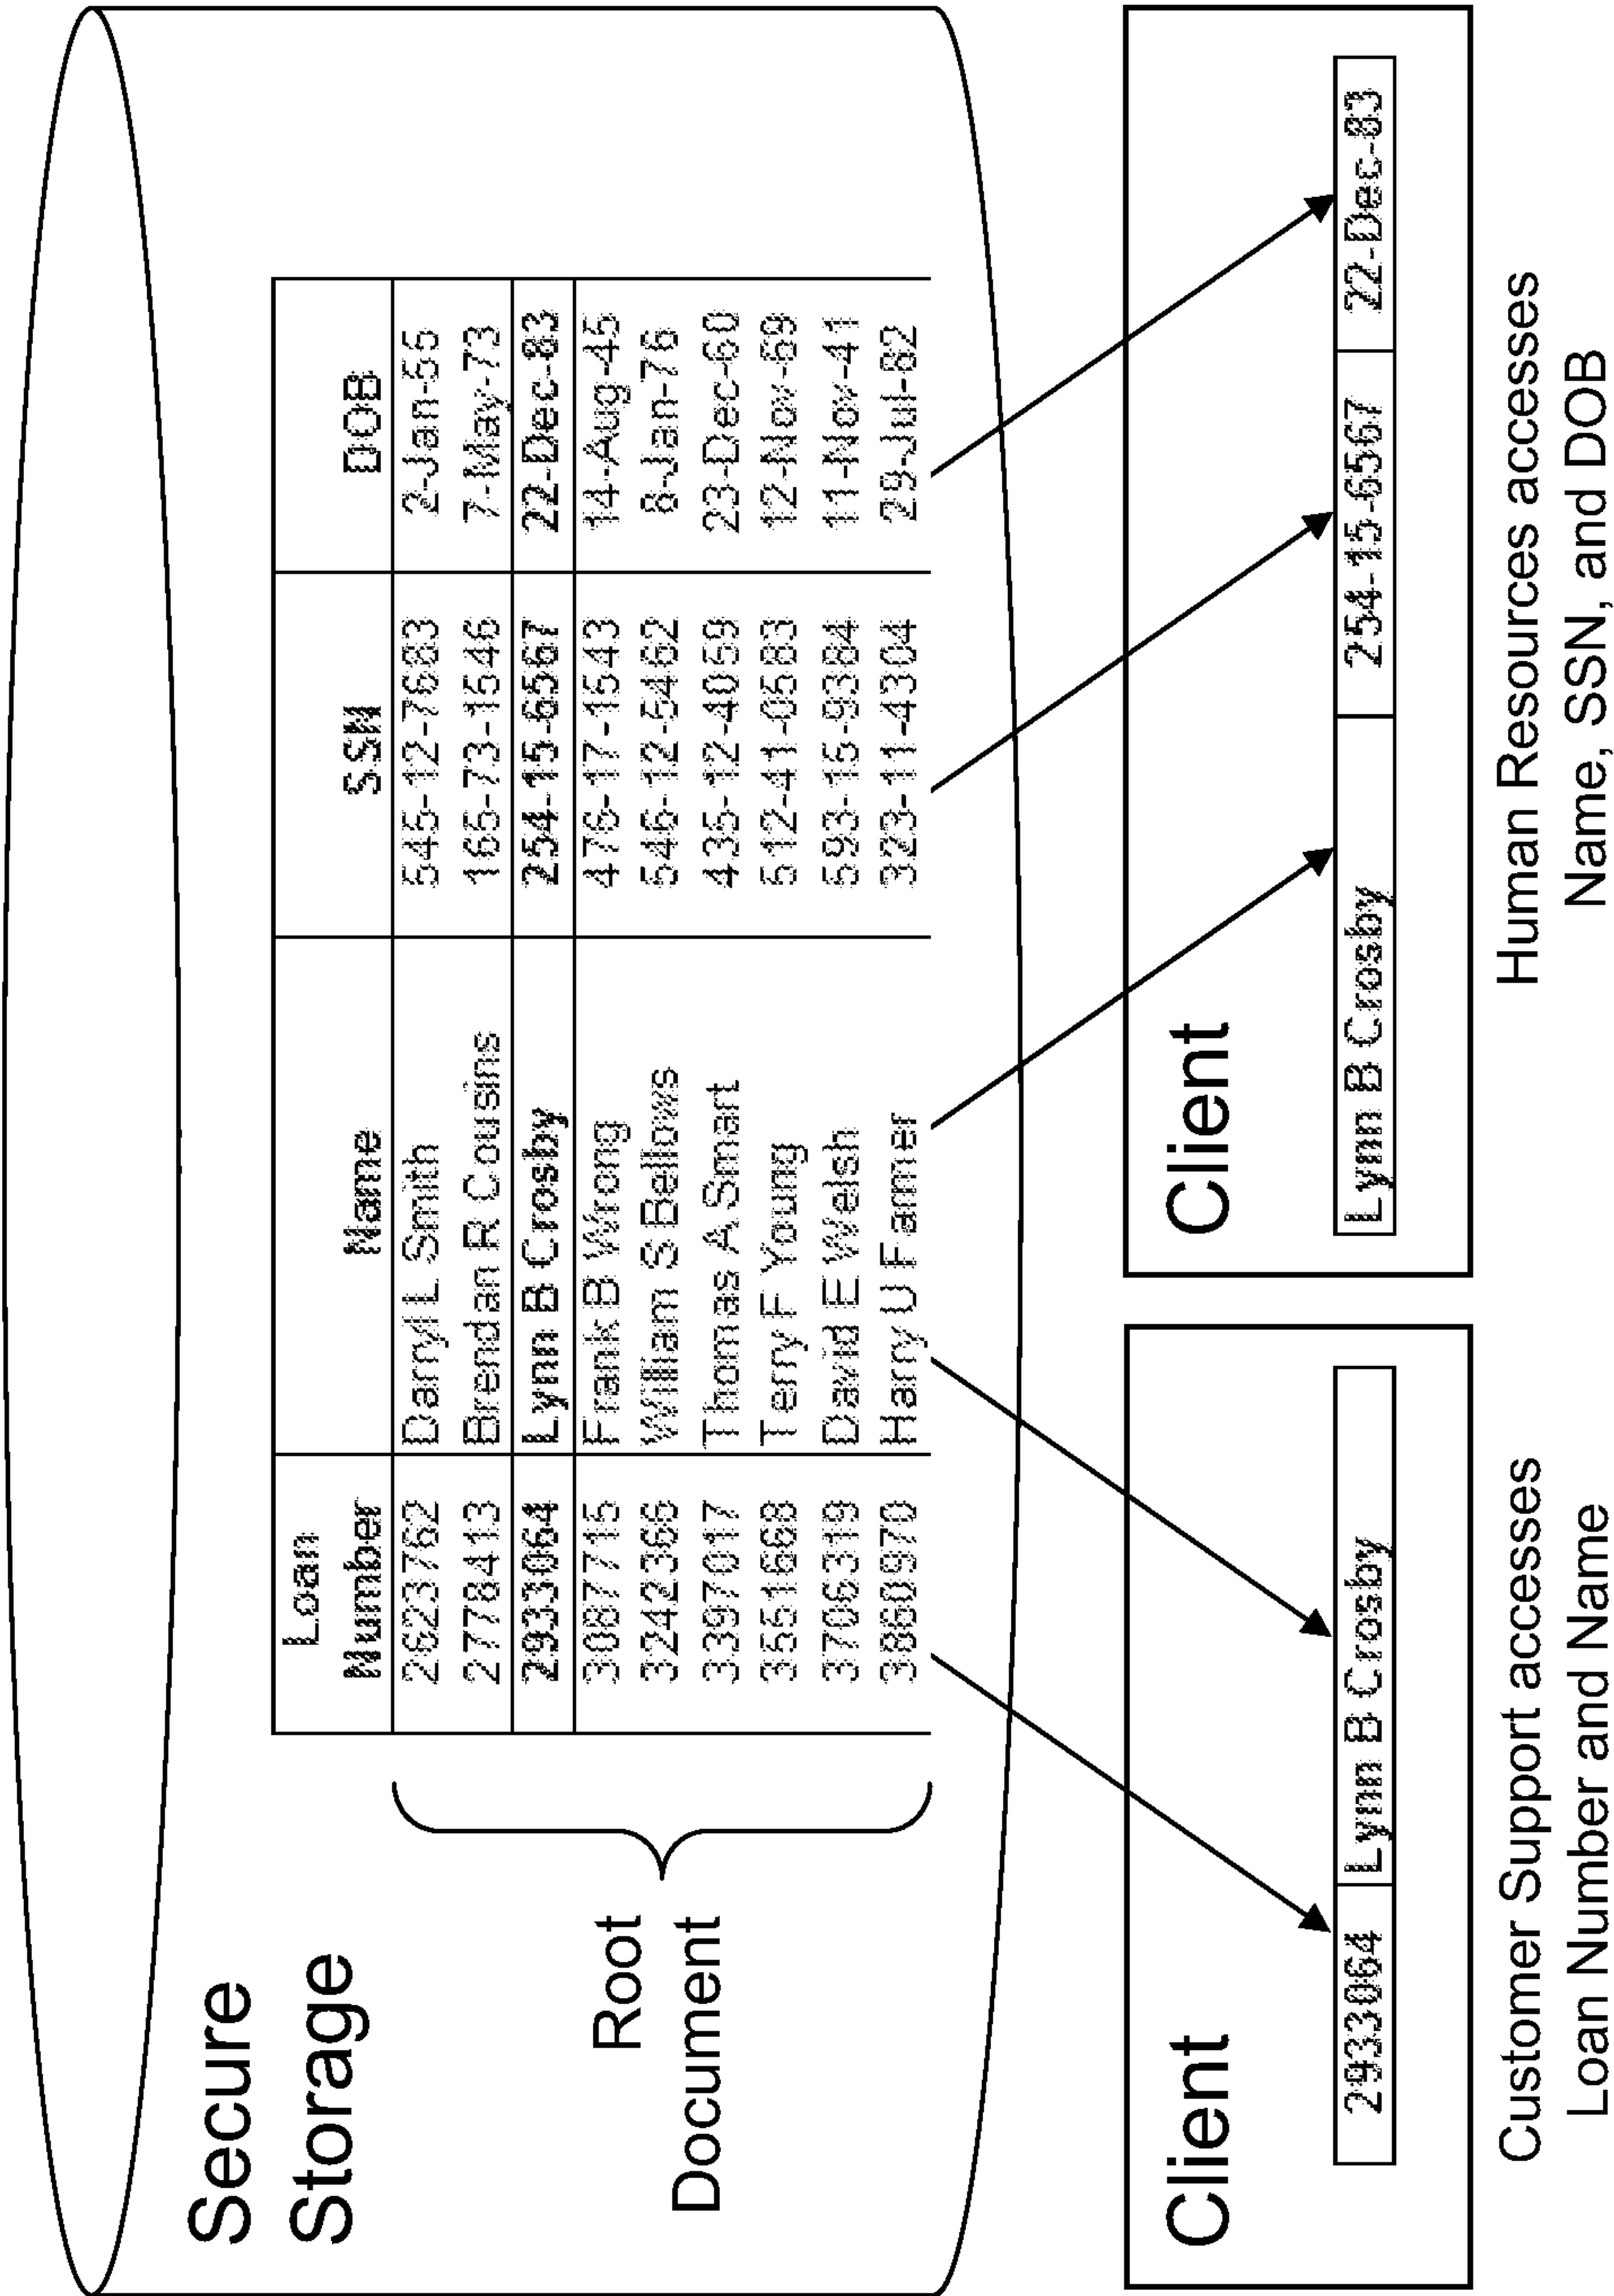 Secure
Storage
Root
Document
Loan
Number Name SSN DOB
2623762 Darryl L Smith 545-12-7683 2-Jan-55
2778413 Brendan R Cousins 165-73-1546 7-May-73
2933064 Lynn B Crosby 254-15-6567 22-Dec-83
3087715 Frank B Wrong 476-17-1543 14-Aug-45
3242366 William S Bellows 546-12-5462 8-Jan-76
3397017 Thomas A Smart 435-12-4059 23-Dec-60
3551668 Terry F Young 512-41-0583 12-Nov-69
3706319 David E Welsh 593-15-9384 11-Nov-41
3860970 Harry U Farmer 323-11-4304 29-Jul-82
Client
2933064 Lynn B Crosby
Customer Support accesses
Loan Number and Name
Client
Lynn B Crosby 254-15-6567 22-Dec-83
Human Resources accesses
Name, SSN, and DOB